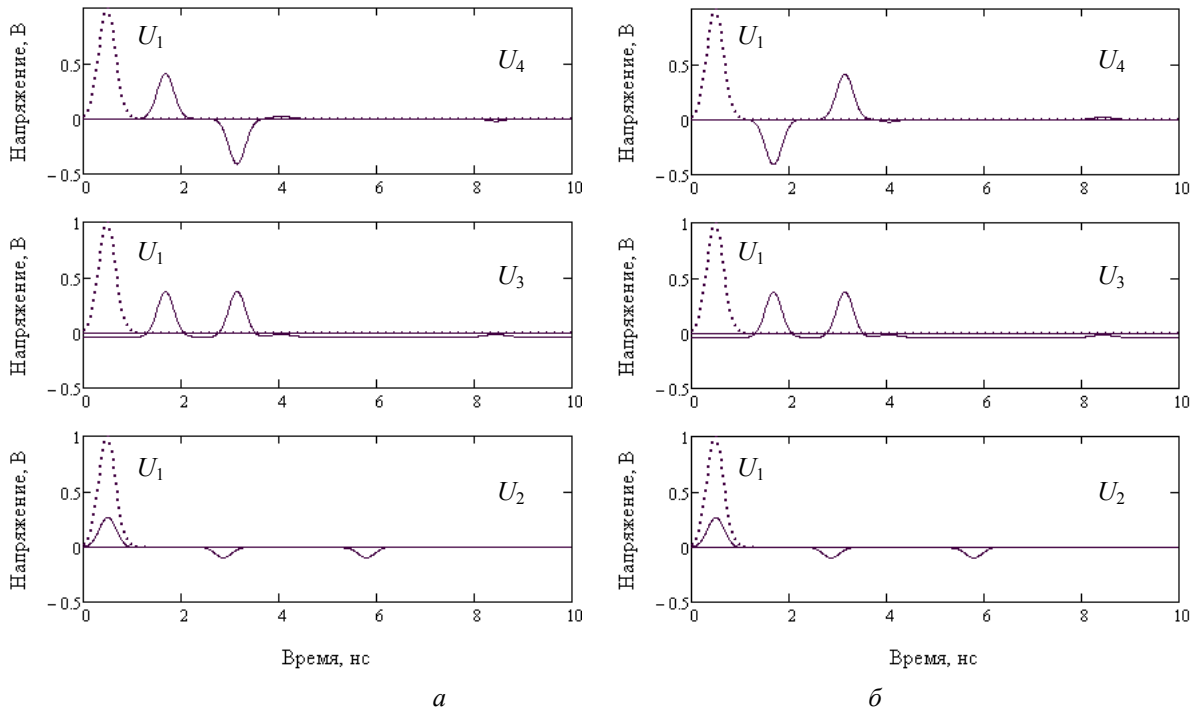 Напряжение, В
0.5
0
– 0.5
U1
U4
0 2 4 6 8 10
Напряжение, В
0.5
0
– 0.5
U1
U4
0 2 4 6 8 10
Напряжение, В
1
0.5
0
– 0.5
U1
U3
0 2 4 6 8 10
Напряжение, В
1
0.5
0
– 0.5
U1
U3
0 2 4 6 8 10
Напряжение, В
1
0.5
0
– 0.5
U1
U2
0 2 4 6 8 10
Время, нс
Напряжение, В
1
0.5
0
– 0.5
U1
U2
0 2 4 6 8 10
Время, нс
а
б